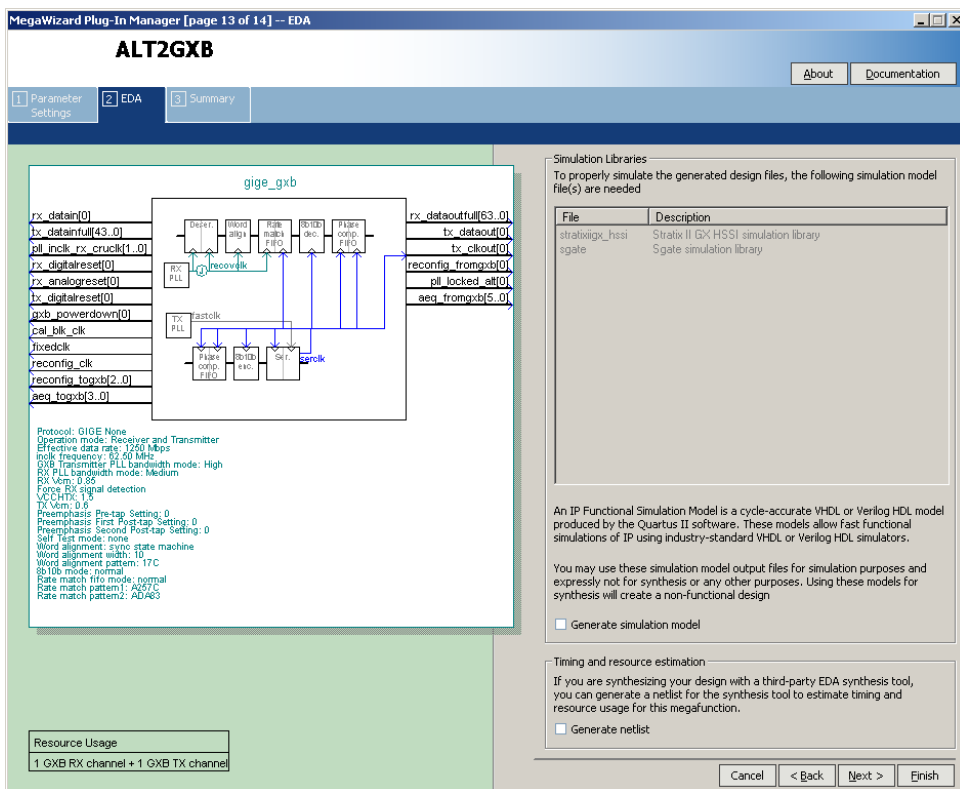 MegaWizard Plug-In Manager [page 13 of 14] -- EDA
ALT2GXB
About
Documentation
1 Parameter Settings
2 EDA
3 Summary
gige_gxb
rx_datain[0]
tx_datainfull[43..0]
pll_inclk_rx_cruclk[1..0]
rx_digitalreset[0]
rx_analogreset[0]
tx_digitalreset[0]
gxb_powerdown[0]
cal_blk_clk
fixedclk
reconfig_clk
reconfig_togxb[2..0]
aeq_togxb[3..0]
Deser.
Word align
Rate match FIFO
8b10b dec.
Phase comp. FIFO
RX PLL
recovclk
TX PLL
fastclk
Phase comp. FIFO
8b10b enc.
Ser.
serclk
rx_dataoutfull[63..0]
tx_dataout[0]
tx_clkout[0]
reconfig_fromgxb[0]
pll_locked_alt[0]
aeq_fromgxb[5..0]
Protocol: GIGE None
Operation mode: Receiver and Transmitter
Effective data rate: 1250 Mbps
inclk frequency: 62.50 MHz
GXB Transmitter PLL bandwidth mode: High
RX PLL bandwidth mode: Medium
RX Vcm: 0.85
Force RX signal detection
VCCHTX: 1.5
TX Vcm: 0.6
Preemphasis Pre-tap Setting: 0
Preemphasis First Post-tap Setting: 0
Preemphasis Second Post-tap Setting: 0
Self Test mode: none
Word alignment: sync state machine
Word alignment width: 10
Word alignment pattern: 17C
8b10b mode: normal
Rate match fifo mode: normal
Rate match pattern1: A257C
Rate match pattern2: ADA83
Resource Usage
1 GXB RX channel + 1 GXB TX channel
Simulation Libraries
To properly simulate the generated design files, the following simulation model
file(s) are needed
File Description
stratixiigx_hssi Stratix II GX HSSI simulation library
sgate Sgate simulation library
An IP Functional Simulation Model is a cycle-accurate VHDL or Verilog HDL model
produced by the Quartus II software. These models allow fast functional
simulations of IP using industry-standard VHDL or Verilog HDL simulators.
You may use these simulation model output files for simulation purposes and
expressly not for synthesis or any other purposes. Using these models for
synthesis will create a non-functional design
Generate simulation model
Timing and resource estimation
If you are synthesizing your design with a third-party EDA synthesis tool,
you can generate a netlist for the synthesis tool to estimate timing and
resource usage for this megafunction.
Generate netlist
Cancel
< Back
Next >
Finish